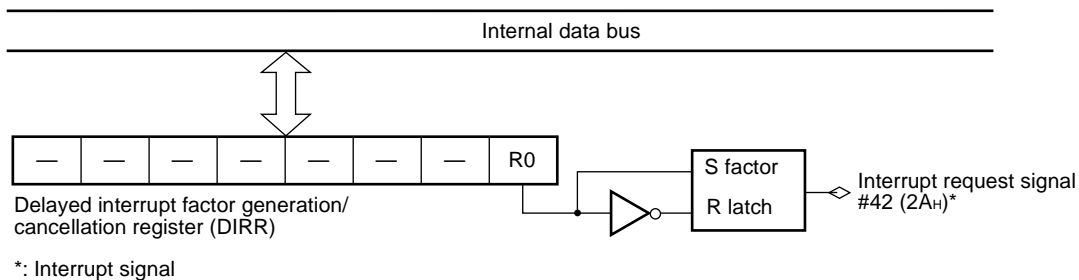 Internal data bus
— — — — — — — R0
S factor
R latch
Interrupt request signal
#42 (2AH)*
Delayed interrupt factor generation/
cancellation register (DIRR)
*: Interrupt signal